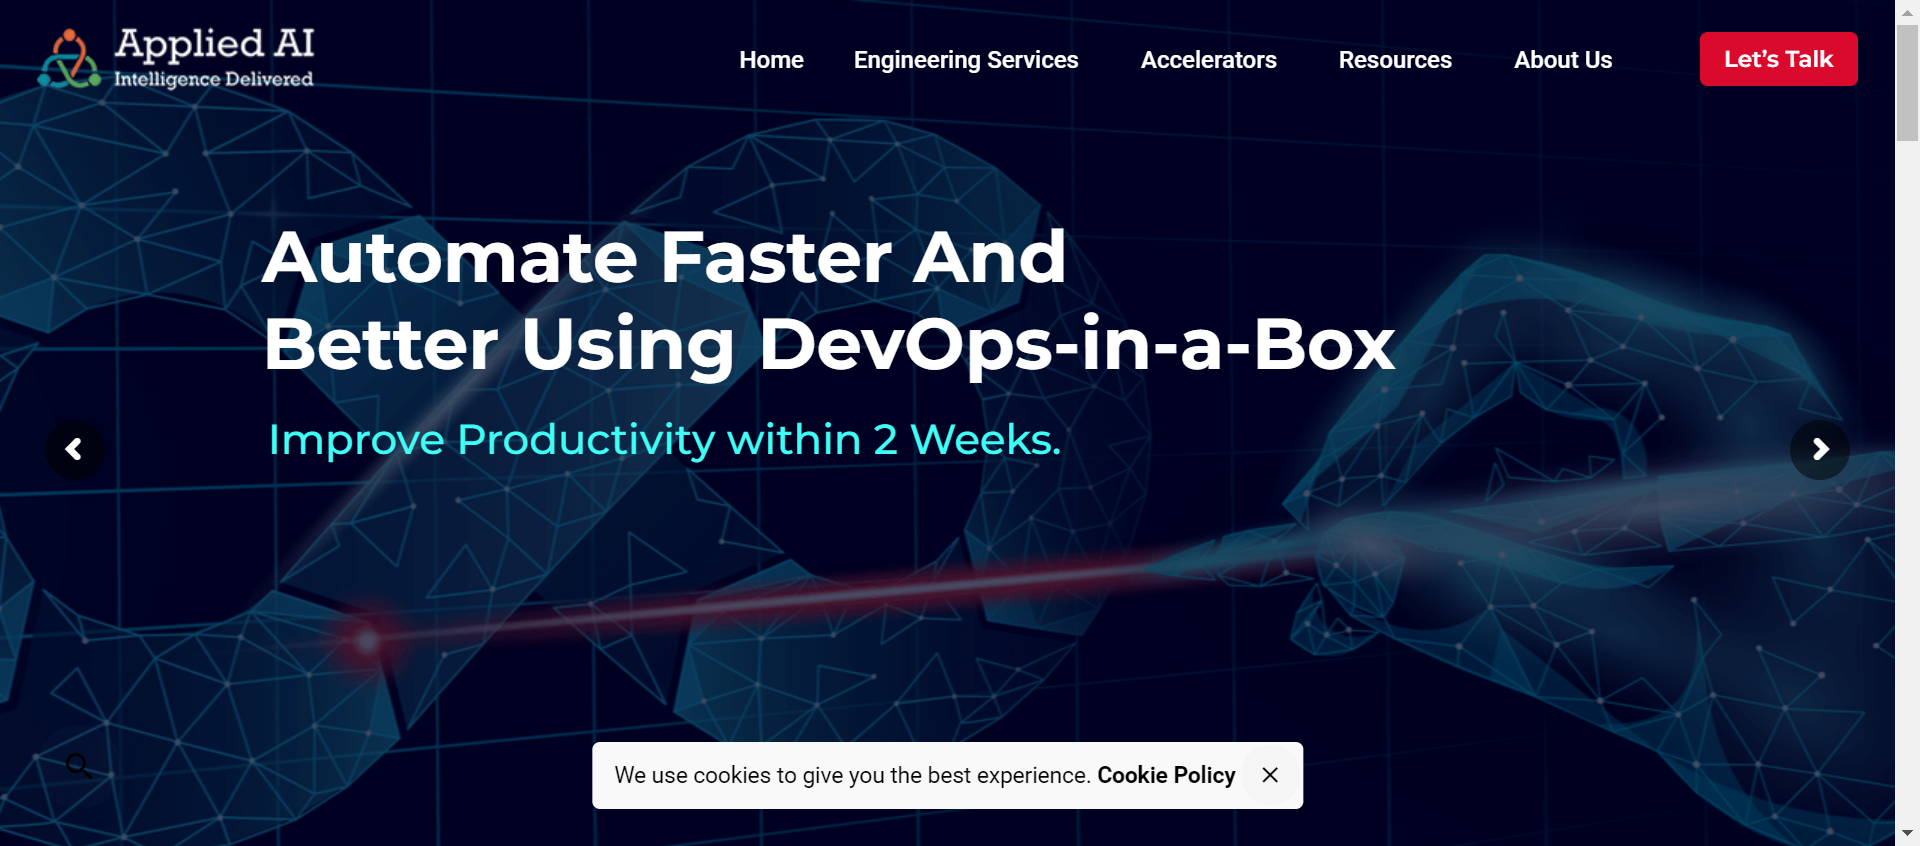 Applied AI
Intelligence Delivered
Home
Engineering Services
Accelerators
Resources
About Us
Let's Talk
Automate Faster And
Better Using DevOps-in-a-Box
Improve Productivity within 2 Weeks.
We use cookies to give you the best experience. Cookie Policy